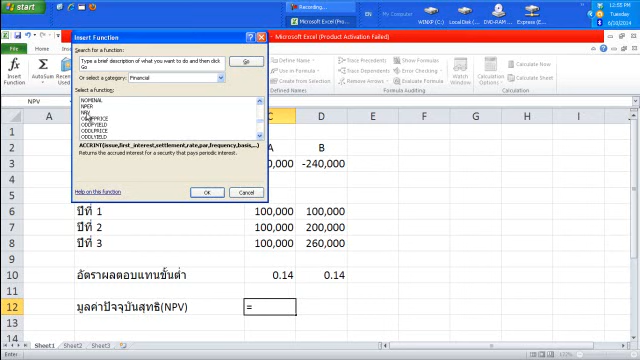 start
Recording...
Microsoft Excel (Produ...
EN
My Computer
WINXP (C:)
Local Disk (...
DVD-RAM...
12:55 PM
Tuesday
6/10/2014
Microsoft Excel (Product Activation Failed)
File
Home
Insert Function
AutoSum
Insert Function
Search for a function:
Type a brief description of what you want to do and then click Go
Go
Or select a category:
Financial
Select a function:
NOMINAL
NPER
NPV
ODDFPRICE
ODDFYIELD
ODDLPRICE
ODDLYIELD
ACCRINT(issue,first_interest,settlement,rate,par,frequency,basis,...)
Returns the accrued interest for a security that pays periodic interest.
Help on this function
OK
Cancel
Define Name
Use in Formula
Create from Selection
Trace Precedents
Trace Dependents
Remove Arrows
Show Formulas
Error Checking
Evaluate Formula
Formula Auditing
Watch Window
Calculation Options
Calculate Now
Calculate Sheet
Calculation
NPV
A
C
D
E
F
G
H
I
1
2
A
B
3
0,000
-240,000
4
5
6
ปีที่ 1
100,000
100,000
7
ปีที่ 2
100,000
200,000
8
ปีที่ 3
100,000
260,000
9
10
อัตราผลตอบแทนขั้นต่ำ
0.14
0.14
11
12
มูลค่าปัจจุบันสุทธิ(NPV)
=
13
14
Sheet1
Sheet2
Sheet3
Enter